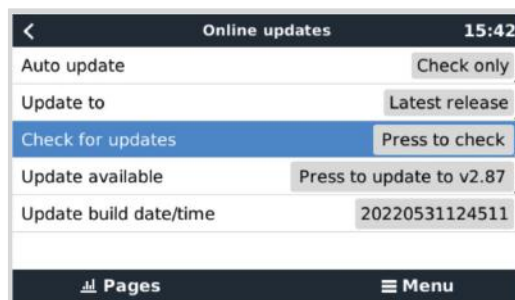 Online updates 15:42
Auto update Check only
Update to Latest release
Check for updates Press to check
Update available Press to update to v2.87
Update build date/time 20220531124511
Pages Menu